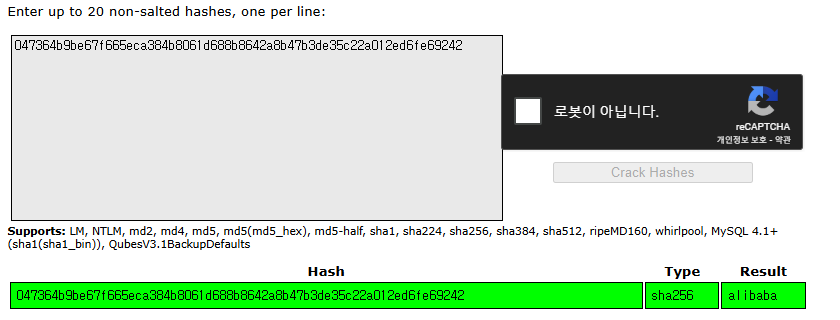 Enter up to 20 non-salted hashes, one per line:
047364b9be67f665eca384b8061d688b8642a8b47b3de35c22a012ed6fe69242
로봇이 아닙니다.
reCAPTCHA
개인정보 보호 - 약관
Crack Hashes
Supports: LM, NTLM, md2, md4, md5, md5(md5_hex), md5-half, sha1, sha224, sha256, sha384, sha512, ripeMD160, whirlpool, MySQL 4.1+
(sha1(sha1_bin)), QubesV3.1BackupDefaults
Hash Type Result
047364b9be67f665eca384b8061d688b8642a8b47b3de35c22a012ed6fe69242 sha256 alibaba